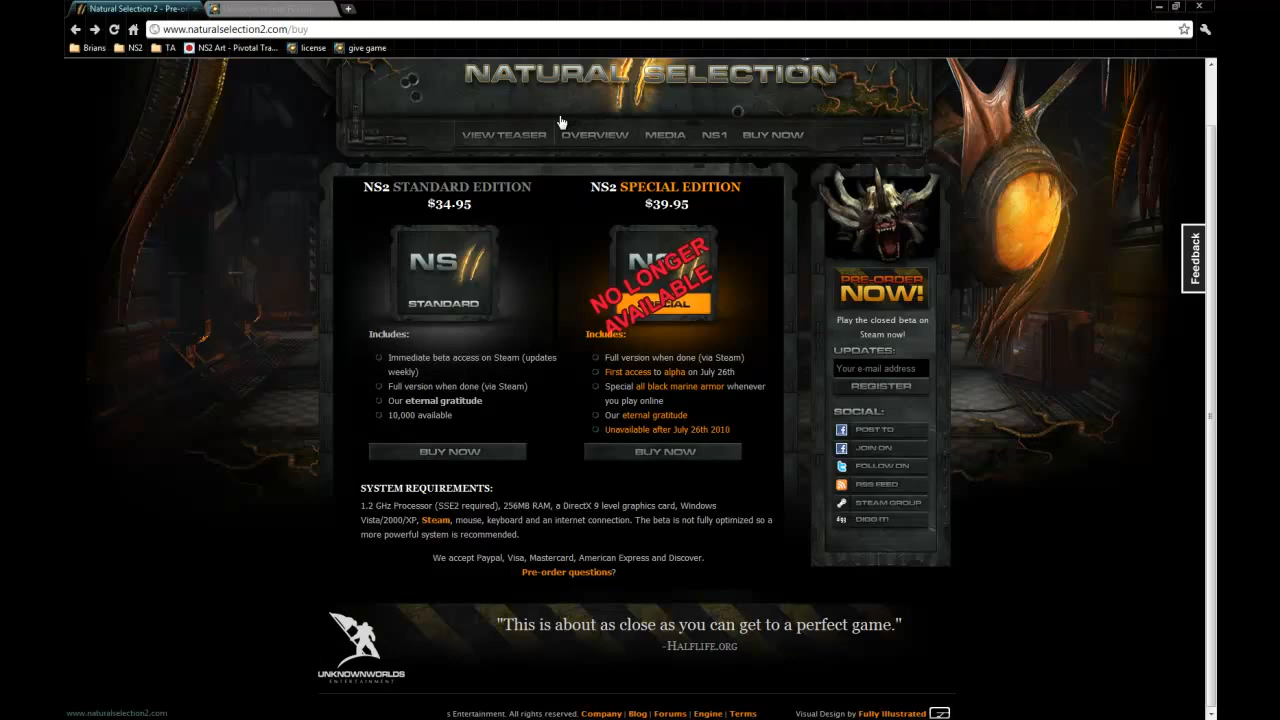 Natural Selection 2 - Pre-o
www.naturalselection2.com/buy
Brians NS2 TA NS2 Art - Pivotal Tra... license give game
NATURAL SELECTION
VIEW TEASER OVERVIEW MEDIA NS1 BUY NOW
NS2 STANDARD EDITION
$34.95
NS
STANDARD
Includes:
Immediate beta access on Steam (updates
weekly)
Full version when done (via Steam)
Our eternal gratitude
10,000 available
BUY NOW
NS2 SPECIAL EDITION
$39.95
NO LONGER
AVAILABLE
Includes:
Full version when done (via Steam)
First access to alpha on July 26th
Special all black marine armor whenever
you play online
Our eternal gratitude
Unavailable after July 26th 2010
BUY NOW
SYSTEM REQUIREMENTS:
1.2 GHz Processor (SSE2 required), 256MB RAM, a DirectX 9 level graphics card, Windows
Vista/2000/XP, Steam, mouse, keyboard and an internet connection. The beta is not fully optimized so a
more powerful system is recommended.
We accept Paypal, Visa, Mastercard, American Express and Discover.
Pre-order questions?
PRE-ORDER
NOW!
Play the closed beta on
Steam now!
UPDATES:
Your e-mail address
REGISTER
SOCIAL:
POST TO
JOIN ON
FOLLOW ON
RSS FEED
STEAM GROUP
DIGG IT!
Feedback
"This is about as close as you can get to a perfect game."
-HALFLIFE.ORG
UNKNOWNWORLDS
ENTERTAINMENT
www.naturalselection2.com
s Entertainment. All rights reserved. Company | Blog | Forums | Engine | Terms
Visual Design by Fully Illustrated